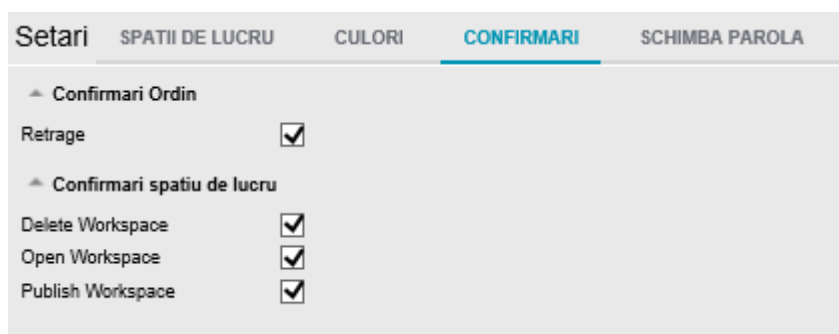 Setari SPATII DE LUCRU CULORI CONFIRMARI SCHIMBA PAROLA
Confirmari Ordin
Retrage
Confirmari spatiu de lucru
Delete Workspace
Open Workspace
Publish Workspace